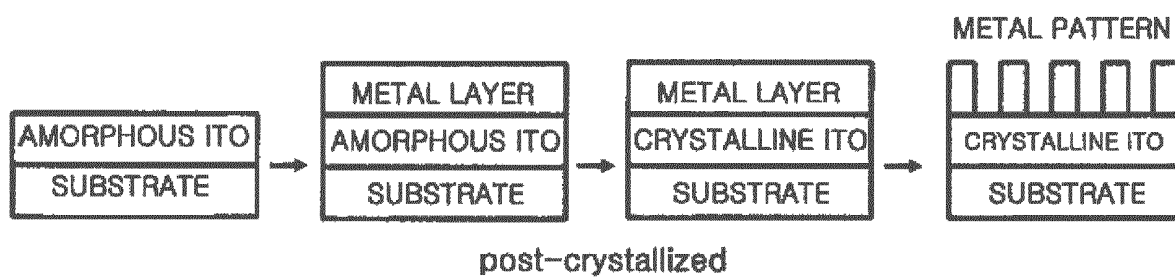 AMORPHOUS ITO
SUBSTRATE
METAL LAYER
AMORPHOUS ITO
SUBSTRATE
METAL LAYER
CRYSTALLINE ITO
SUBSTRATE
METAL PATTERN
CRYSTALLINE ITO
SUBSTRATE
post-crystallized